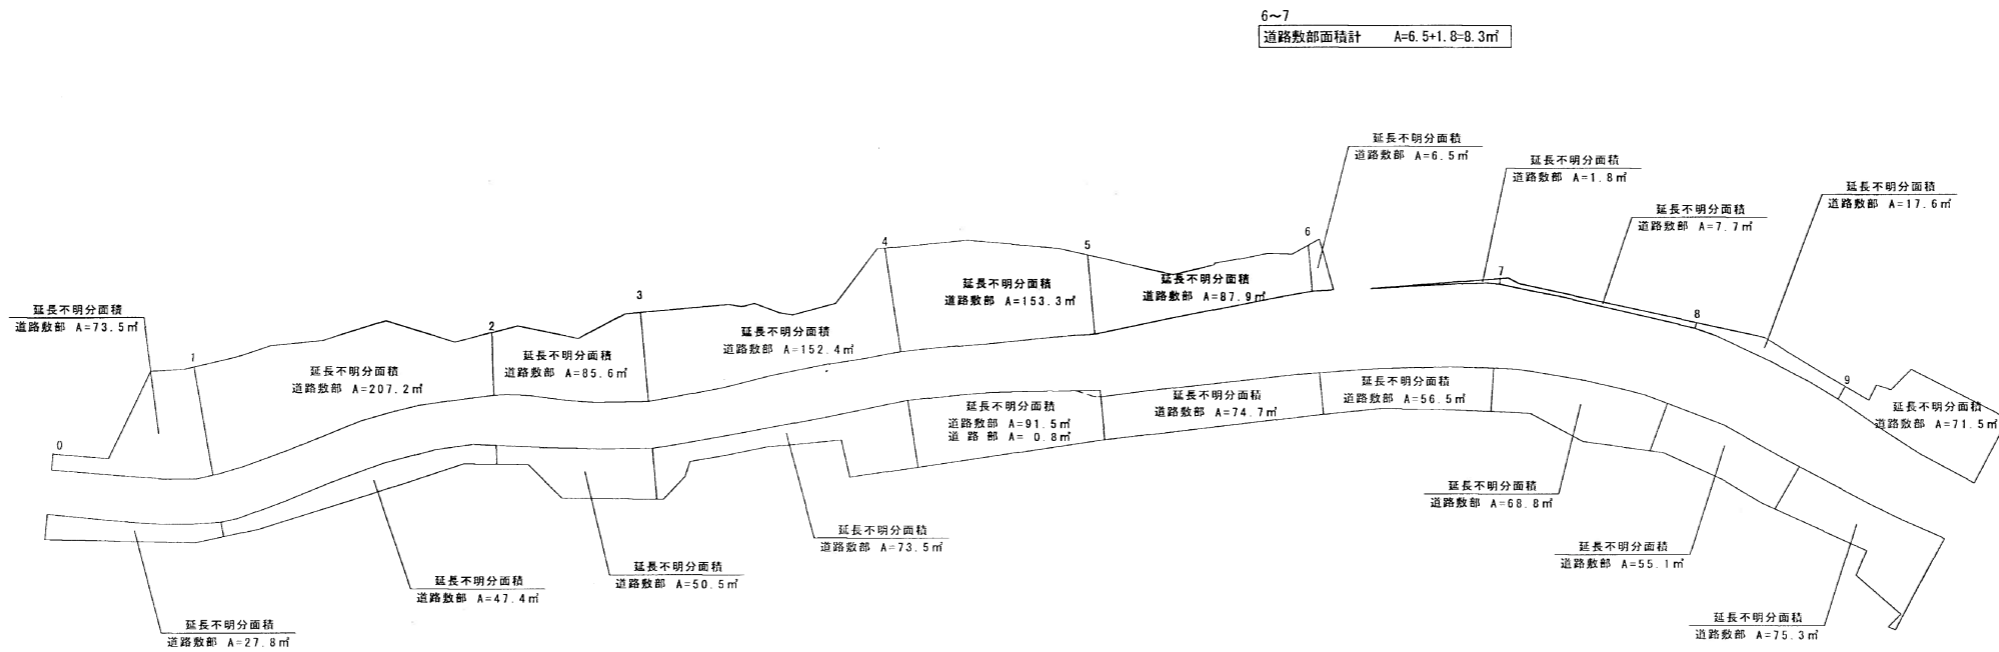 6〜7
道路敷部面積計 A=6.5+1.8=8.3㎡
延長不明分面積
道路敷部 A=6.5㎡
延長不明分面積
道路敷部 A=1.8㎡
延長不明分面積
道路敷部 A=17.6㎡
延長不明分面積
道路敷部 A=7.7㎡
6
4
5
7
延長不明分面積
道路敷部 A=153.3㎡
延長不明分面積
道路敷部 A=87.9㎡
3
延長不明分面積
道路敷部 A=73.5㎡
8
2
延長不明分面積
道路敷部 A=152.4㎡
1
延長不明分面積
道路敷部 A=85.6㎡
延長不明分面積
道路敷部 A=207.2㎡
9
延長不明分面積
道路敷部 A=56.5㎡
延長不明分面積
道路敷部 A=74.7㎡
延長不明分面積
道路敷部 A=91.5㎡
道 路 部 A= 0.8㎡
延長不明分面積
道路敷部 A=71.5㎡
0
延長不明分面積
道路敷部 A=68.8㎡
延長不明分面積
道路敷部 A=73.5㎡
延長不明分面積
道路敷部 A=55.1㎡
延長不明分面積
道路敷部 A=50.5㎡
延長不明分面積
道路敷部 A=47.4㎡
延長不明分面積
道路敷部 A=75.3㎡
延長不明分面積
道路敷部 A=27.8㎡